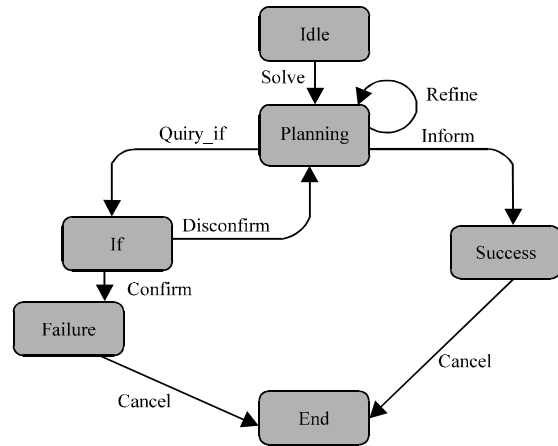 Idle
Solve
Refine
Planning
Quiry_if
Inform
Disconfirm
If
Success
Confirm
Failure
Cancel
Cancel
End